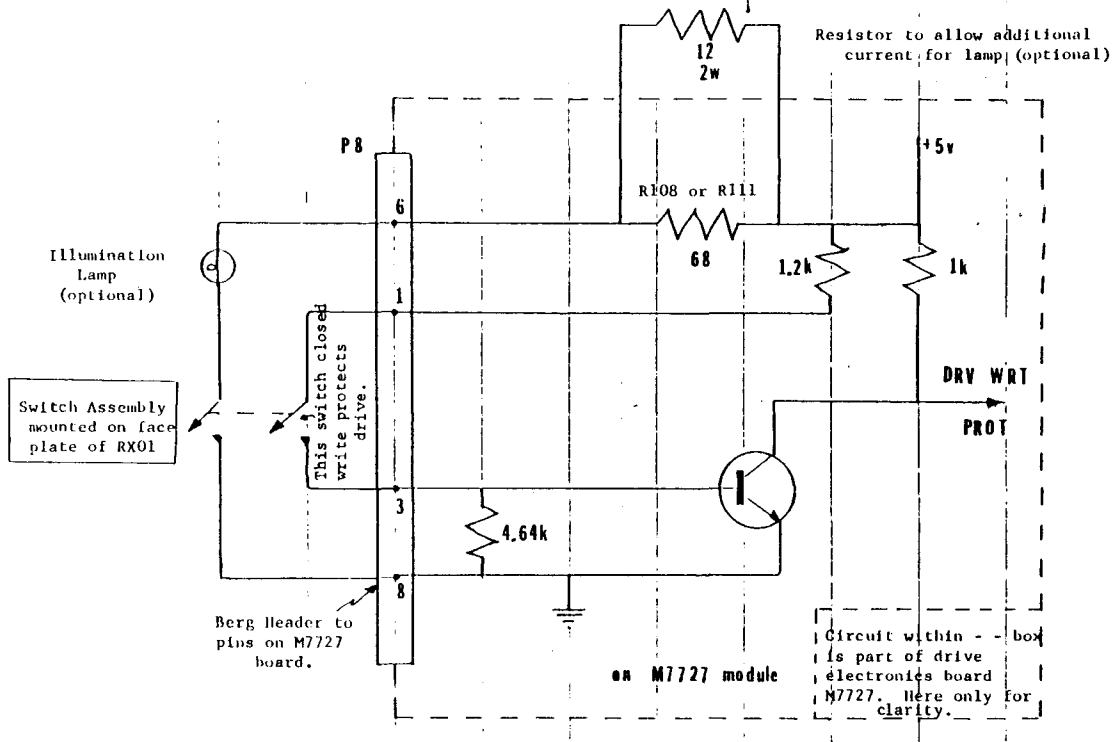 12
2w
Resistor to allow additional
current for lamp (optional)
P8
+5v
6
R108 or R111
68
1.2k
1k
Illumination
Lamp
(optional)
1
This switch closed
write protects
drive.
Switch Assembly
mounted on face
plate of RX01
DRV WRT
PROT
3
4.64k
8
Berg Header to
pins on M7727
board.
on M7727 module
Circuit within - - box
is part of drive
electronics board
M7727. Here only for
clarity.